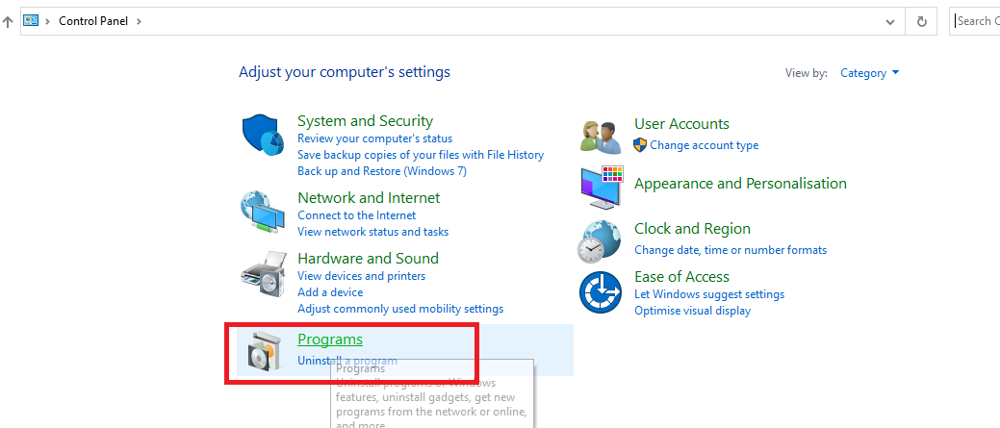 Control Panel
Search C
Adjust your computer's settings
View by: Category
System and Security
Review your computer's status
Save backup copies of your files with File History
Back up and Restore (Windows 7)
Network and Internet
Connect to the Internet
View network status and tasks
Hardware and Sound
View devices and printers
Add a device
Adjust commonly used mobility settings
Programs
Uninstall a program
Programs
Uninstall programs or Windows
features, uninstall gadgets, get new
programs from the network or online,
and more.
User Accounts
Change account type
Appearance and Personalisation
Clock and Region
Change date, time or number formats
Ease of Access
Let Windows suggest settings
Optimise visual display